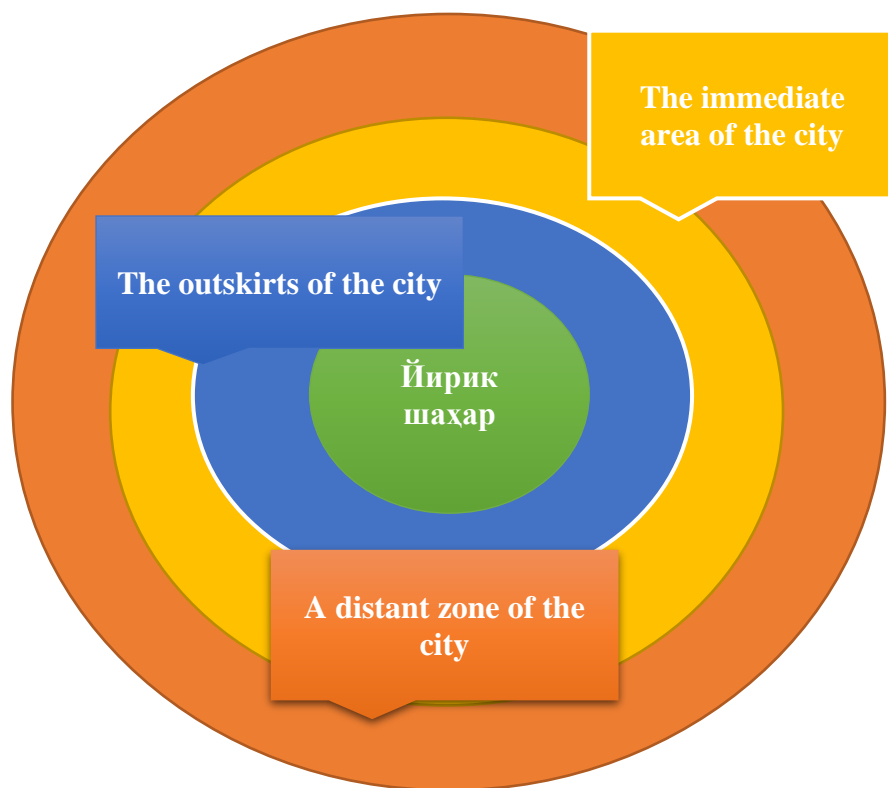 The immediate
area of the city
The outskirts of the city
Йирик
шаҳар
A distant zone of the
city